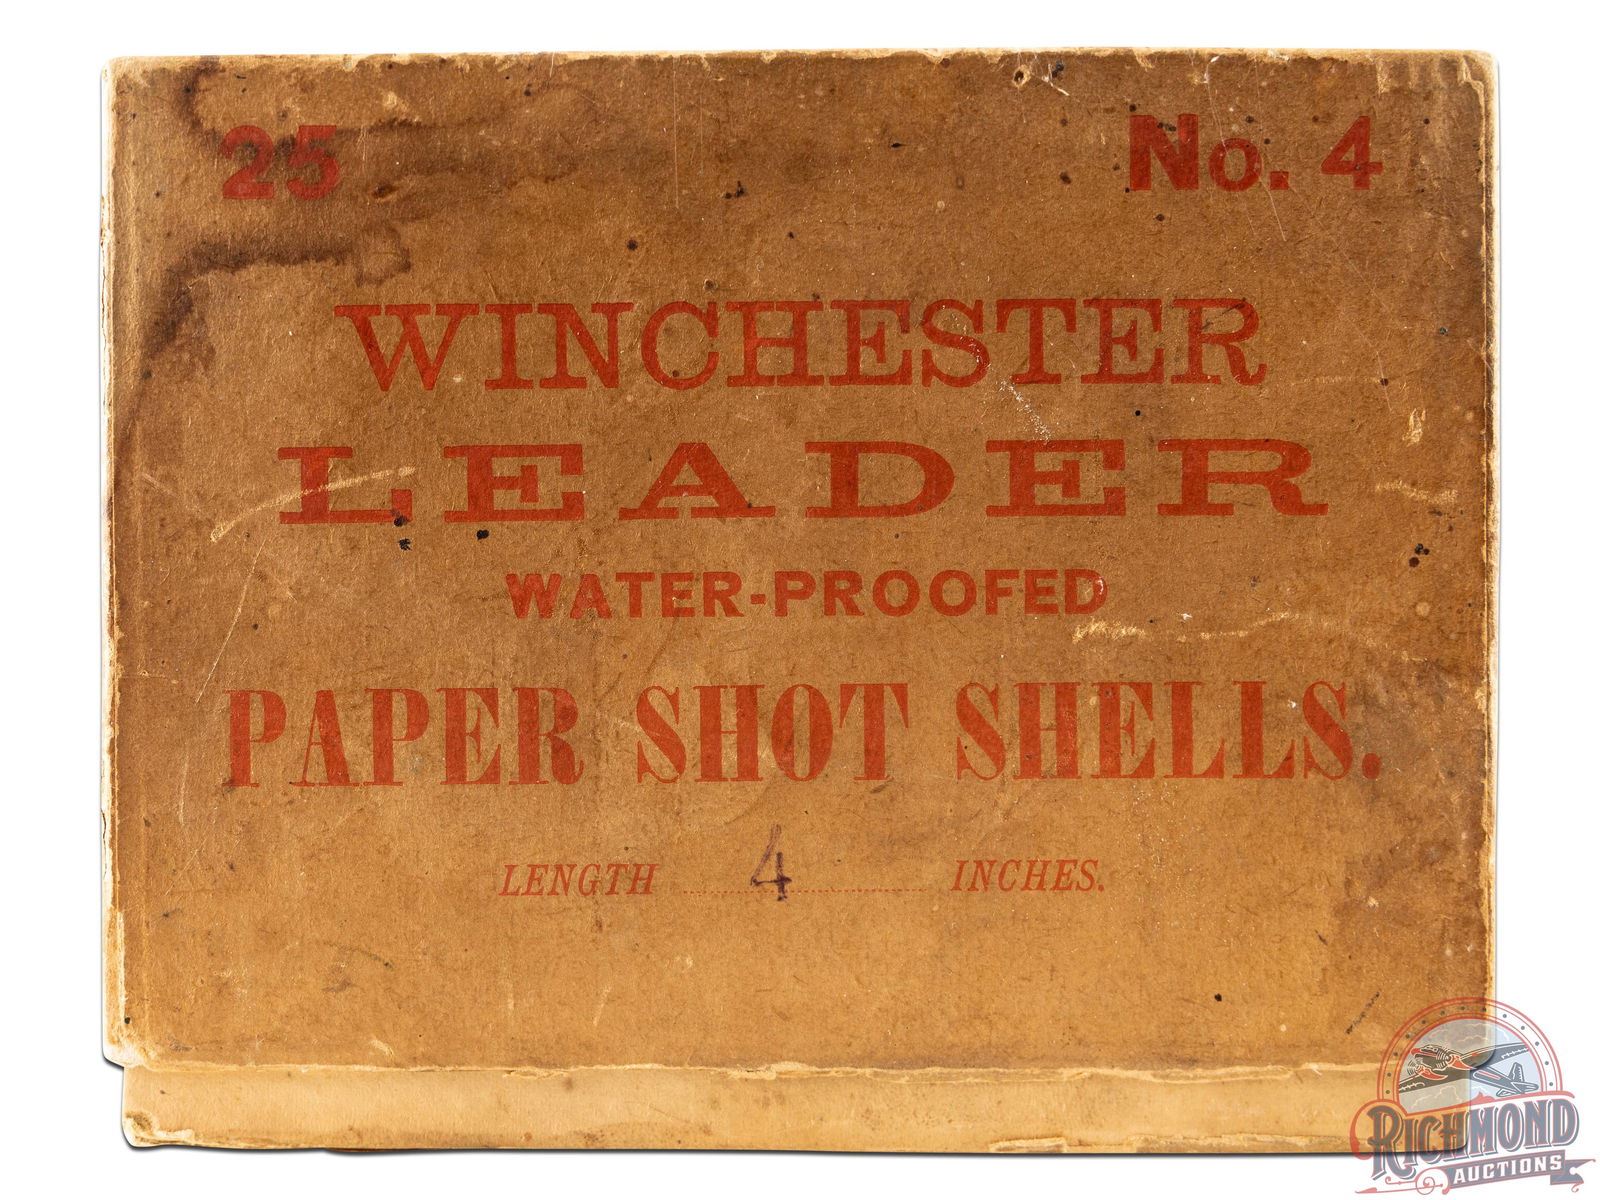 25 No. 4
WINCHESTER
LEADER
WATER-PROOFED
PAPER SHOT SHELLS.
LENGTH 4 INCHES.
RICHMOND
AUCTIONS